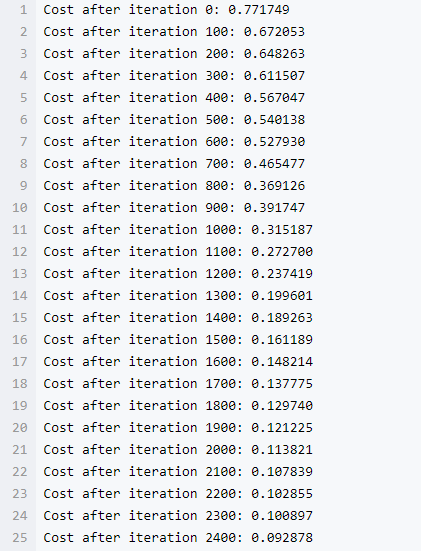 1 Cost after iteration 0: 0.771749
2 Cost after iteration 100: 0.672053
3 Cost after iteration 200: 0.648263
4 Cost after iteration 300: 0.611507
5 Cost after iteration 400: 0.567047
6 Cost after iteration 500: 0.540138
7 Cost after iteration 600: 0.527930
8 Cost after iteration 700: 0.465477
9 Cost after iteration 800: 0.369126
10 Cost after iteration 900: 0.391747
11 Cost after iteration 1000: 0.315187
12 Cost after iteration 1100: 0.272700
13 Cost after iteration 1200: 0.237419
14 Cost after iteration 1300: 0.199601
15 Cost after iteration 1400: 0.189263
16 Cost after iteration 1500: 0.161189
17 Cost after iteration 1600: 0.148214
18 Cost after iteration 1700: 0.137775
19 Cost after iteration 1800: 0.129740
20 Cost after iteration 1900: 0.121225
21 Cost after iteration 2000: 0.113821
22 Cost after iteration 2100: 0.107839
23 Cost after iteration 2200: 0.102855
24 Cost after iteration 2300: 0.100897
25 Cost after iteration 2400: 0.092878